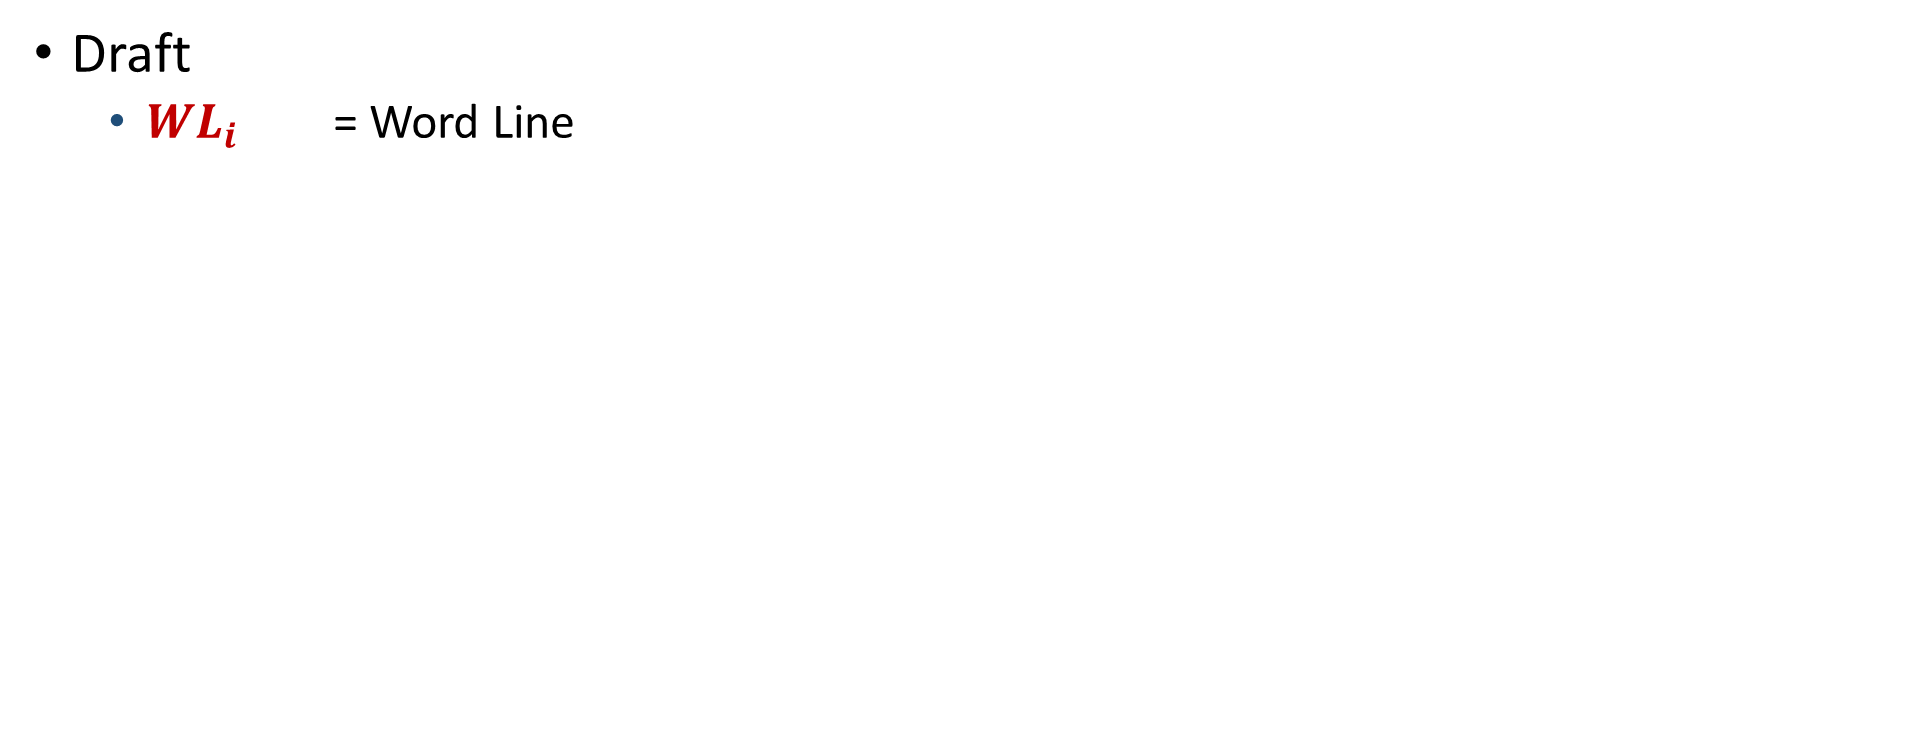 • Draft
• WLᵢ = Word Line